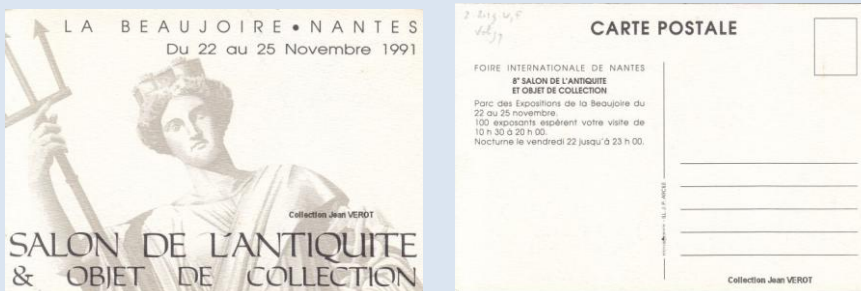 LA BEAUJOIRE • NANTES
Du 22 au 25 Novembre 1991
Collection Jean VEROT
SALON DE L'ANTIQUITE
& OBJET DE COLLECTION
CARTE POSTALE
FOIRE INTERNATIONALE DE NANTES
8e SALON DE L'ANTIQUITE
ET OBJET DE COLLECTION
Parc des Expositions de la Beaujoire du
22 au 25 novembre.
100 exposants espèrent votre visite de
10 h 30 à 20 h 00.
Nocturne le vendredi 22 jusqu'à 23 h 00.
Collection Jean VEROT